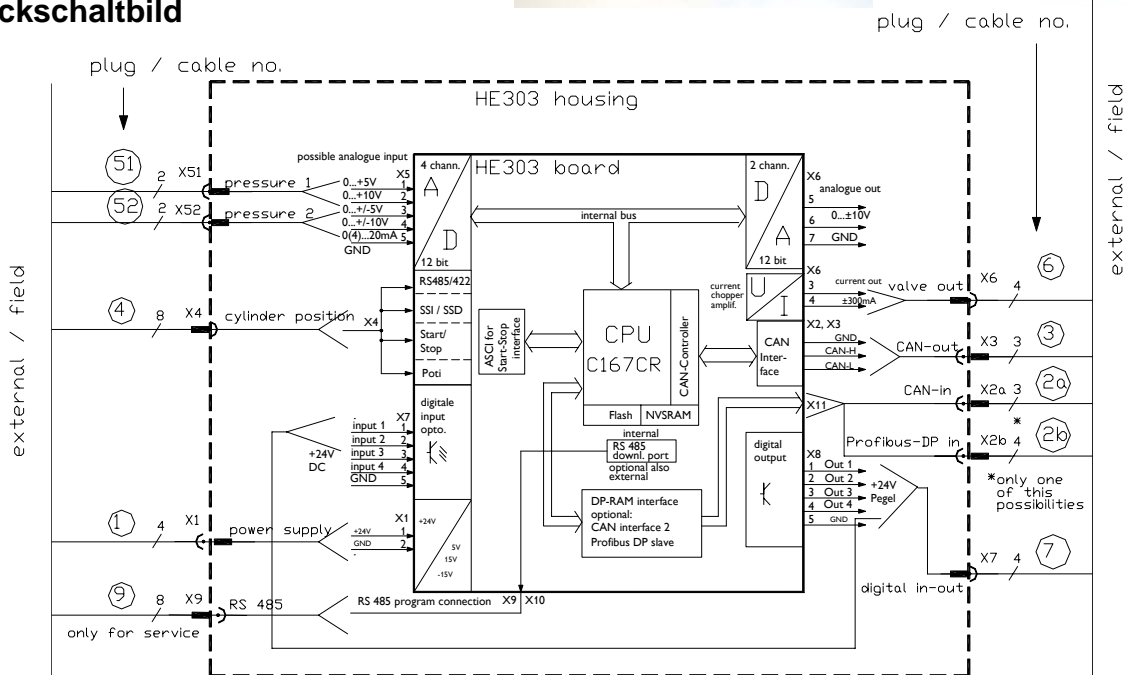 ckschaltbild
plug / cable no.
plug / cable no.
external / field
external / field
HE303 housing
HE303 board
51
2 X51
pressure 1
52
2 X52
pressure 2
possible analogue input
X5
0...+5V 1
0...+10V 2
0...+/-5V 3
0...+/-10V 4
0(4)...20mA 5
GND
4 chann.
A
D
12 bit
internal bus
2 chann.
D
A
12 bit
X6
analogue out
5
6 0...±10V
7 GND
4
8 X4
cylinder position
X4
RS485/422
SSI / SSD
Start/
Stop
Poti
ASCI for
Start-Stop
interface
CPU
C167CR
CAN-Controller
Flash NVSRAM
current
chopper
amplif.
U
I
X6
3 current out
4 ±300mA
valve out
X6
4
6
CAN
Inter-
face
X2, X3
GND
CAN-H
CAN-L
CAN-out
X3 3
3
CAN-in
X2a 3
2a
X11
Profibus-DP in
X2b 4
*
2b
*only one
of this
possibilities
digitale
input
opto.
X7
input 1 1
input 2 2
input 3 3
input 4 4
GND 5
+24V
DC
internal
RS 485
downl. port
optional also
external
DP-RAM interface
optional:
CAN interface 2
Profibus DP slave
digital
output
X8
1 Out 1
2 Out 2
3 Out 3
4 Out 4
5 GND
+24V
Pegel
1
4 X1
power supply
X1
+24V 1
GND 2
+24V
5V
15V
-15V
X7 4
7
digital in-out
9
8 X9
RS 485
only for service
RS 485 program connection X9 X10